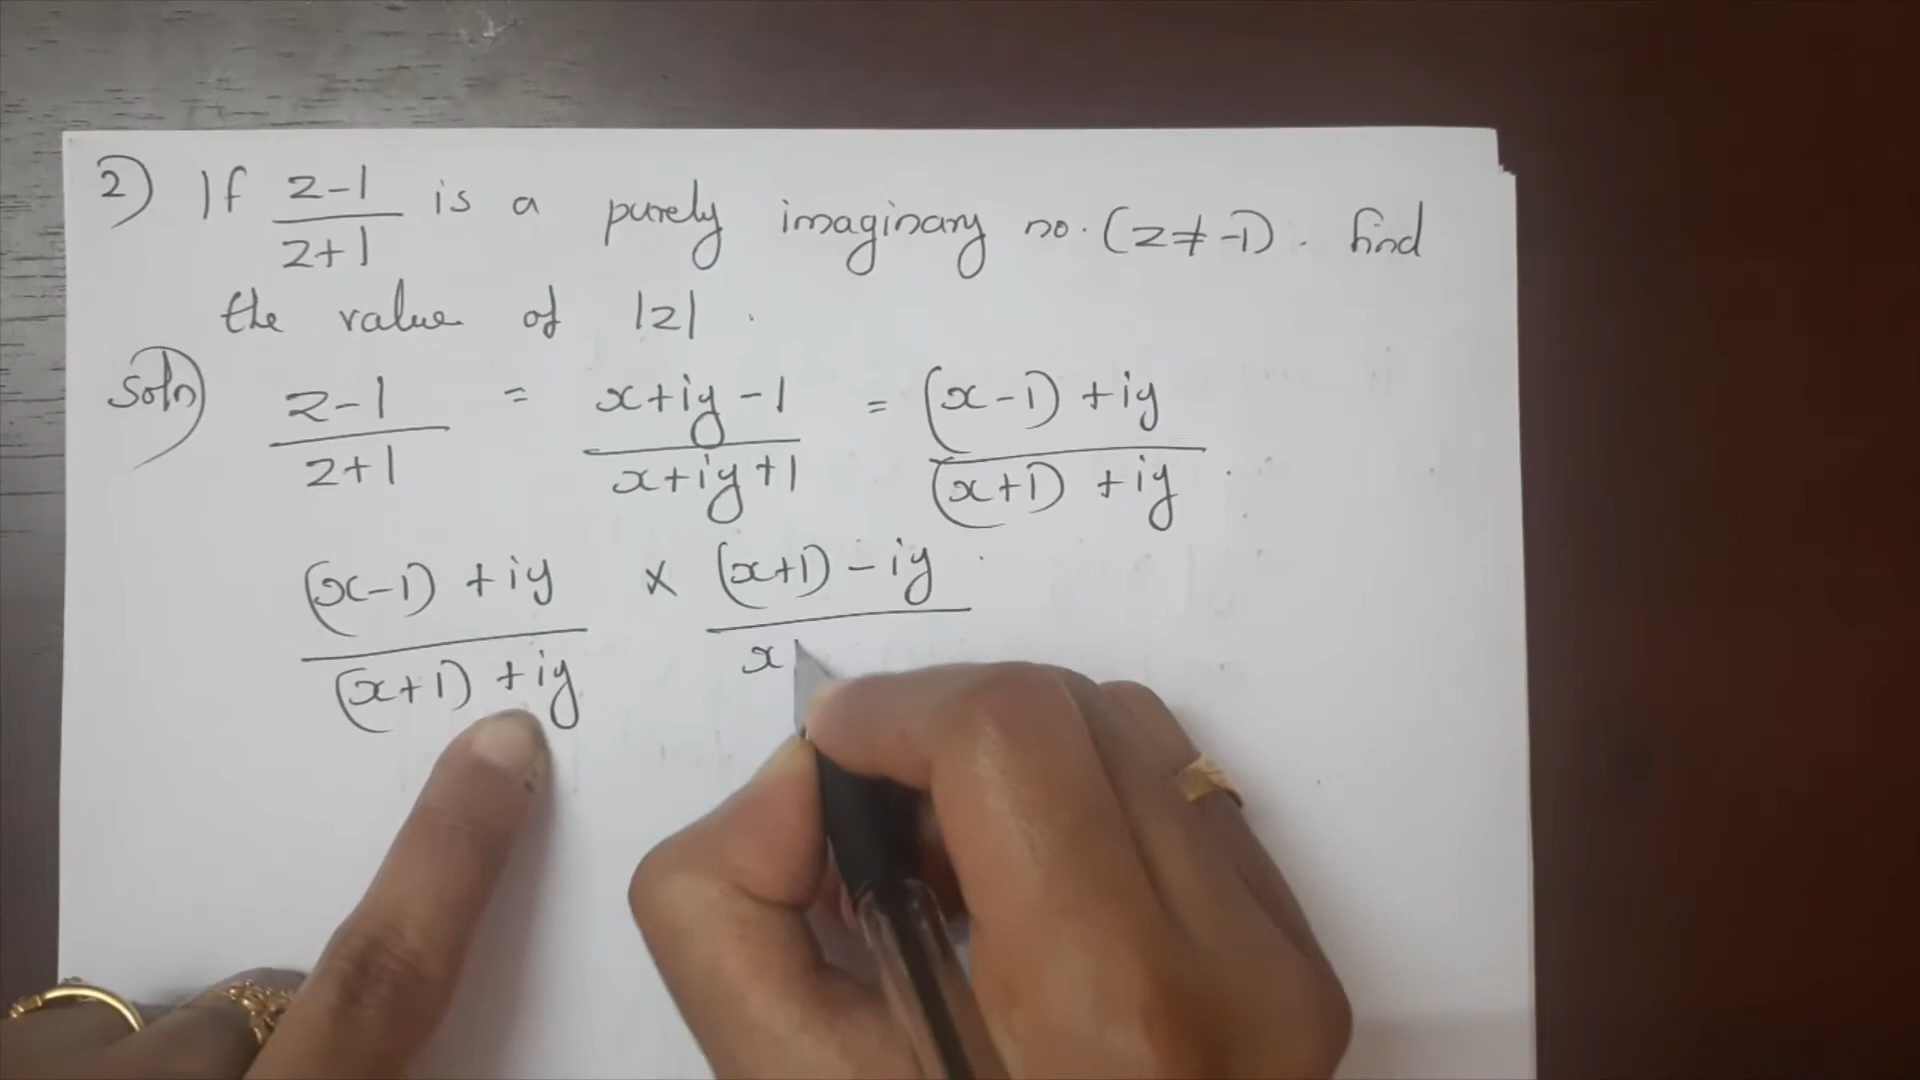 2) If (z-1)/(z+1) is a purely imaginary no. (z≠-1). find
the value of |z|.
Soln) (z-1)/(z+1) = (x+iy-1)/(x+iy+1) = ((x-1)+iy)/((x+1)+iy).
((x-1)+iy)/((x+1)+iy) × ((x+1)-iy)/(x